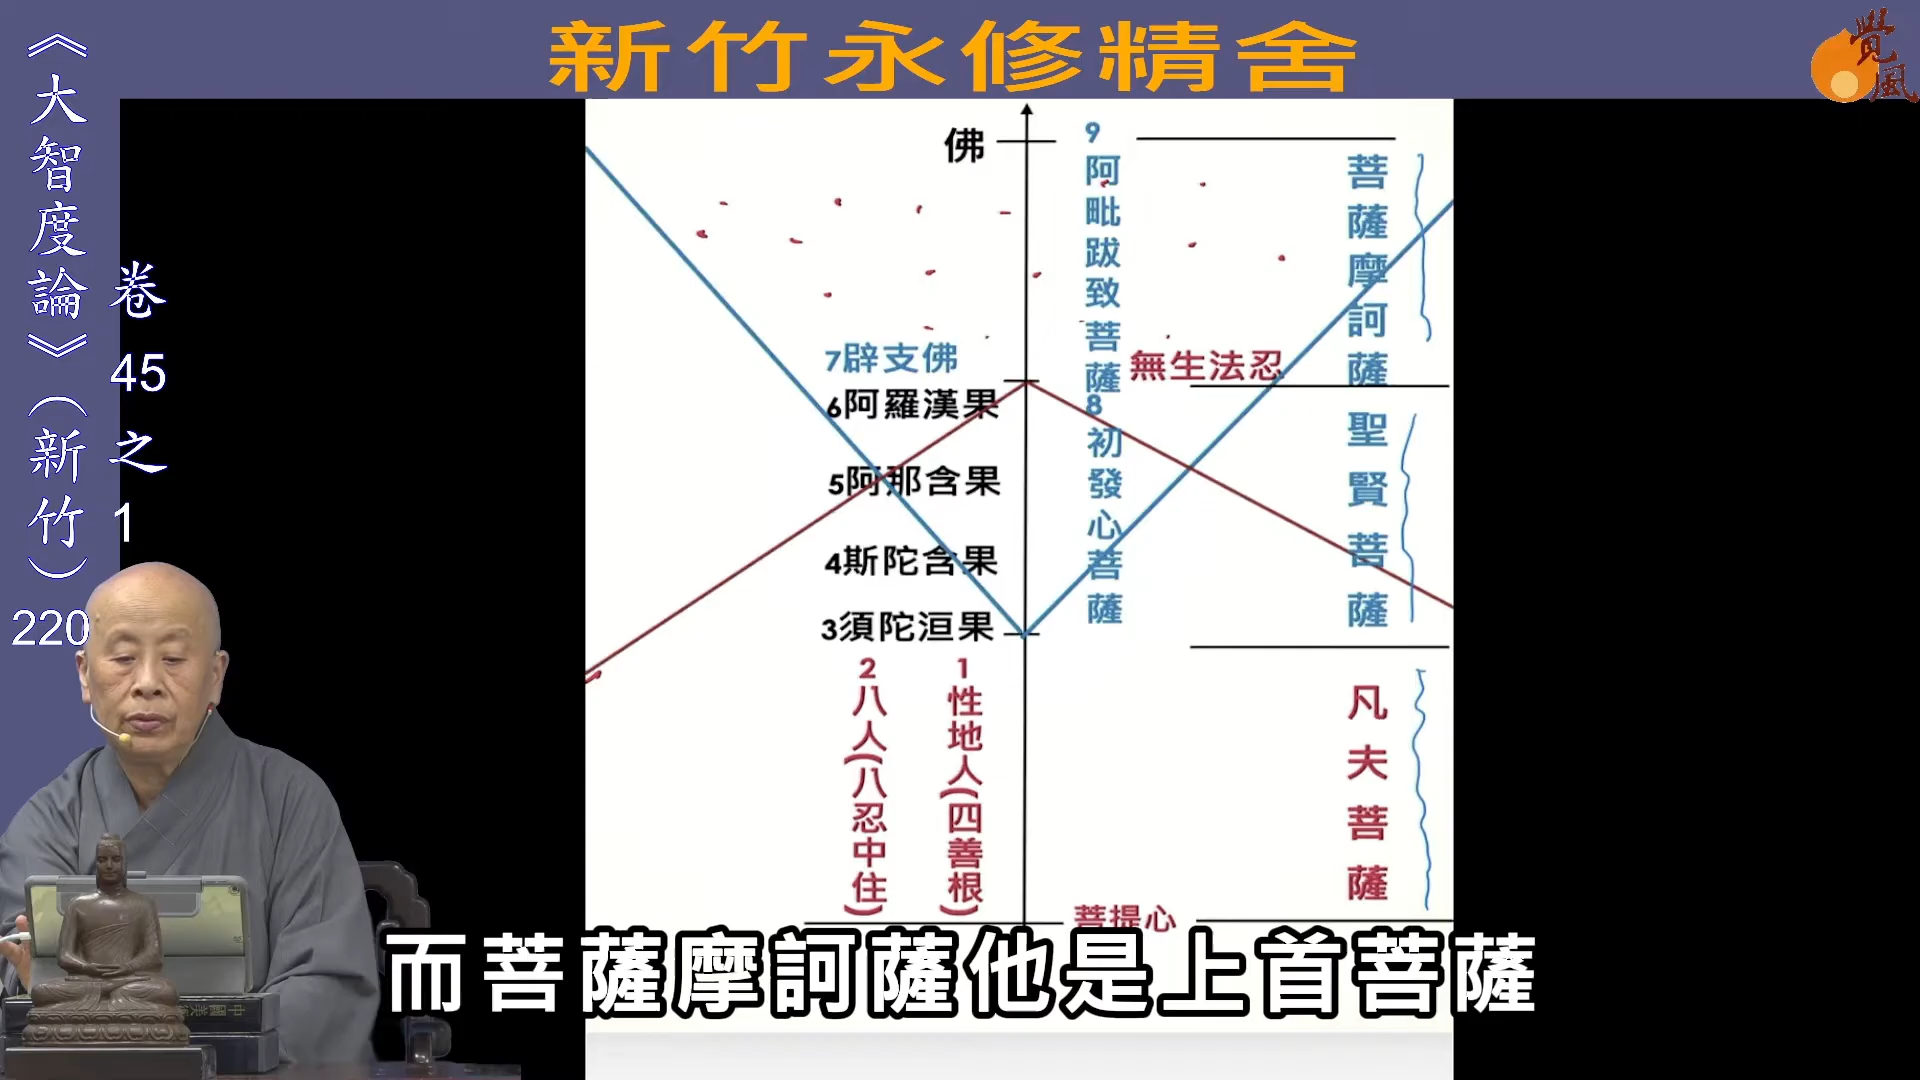 新竹永修精舍
覺風
《大智度論》（新竹）220
卷45之1
佛
7辟支佛
6阿羅漢果
5阿那含果
4斯陀含果
3須陀洹果
2八人(八忍中住)
1性地人(四善根)
9阿毗跋致菩薩
8初發心菩薩
無生法忍
菩提心
菩薩摩訶薩
聖賢菩薩
凡夫菩薩
而菩薩摩訶薩他是上首菩薩